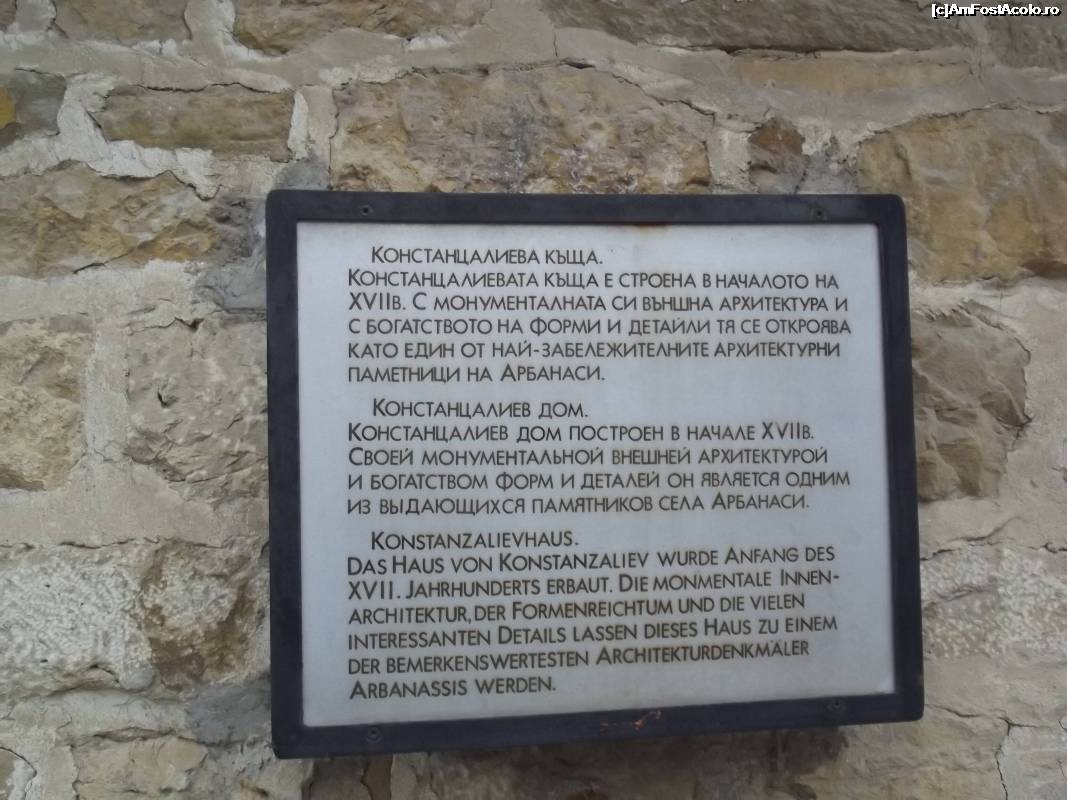 [c]AmFostAcolo.ro
Констанцалиева къща.
Констанцалиевата къща е строена в началото на
XVIIв. С монументалната си външна архитектура и
с богатството на форми и детайли тя се откроява
като един от най-забележителните архитектурни
паметници на Арбанаси.
Констанцалиев дом.
Констанцалиев дом построен в начале XVIIв.
Своей монументальной внешней архитектурой
и богатством форм и деталей он является одним
из выдающихся памятников села Арбанаси.
Konstanzalievhaus.
Das Haus von Konstanzaliev wurde Anfang des
XVII. Jahrhunderts erbaut. Die monmentale Innen-
architektur, der Formenreichtum und die vielen
interessanten Details lassen dieses Haus zu einem
der bemerkenswertesten Architekturdenkmäler
Arbanassis werden.